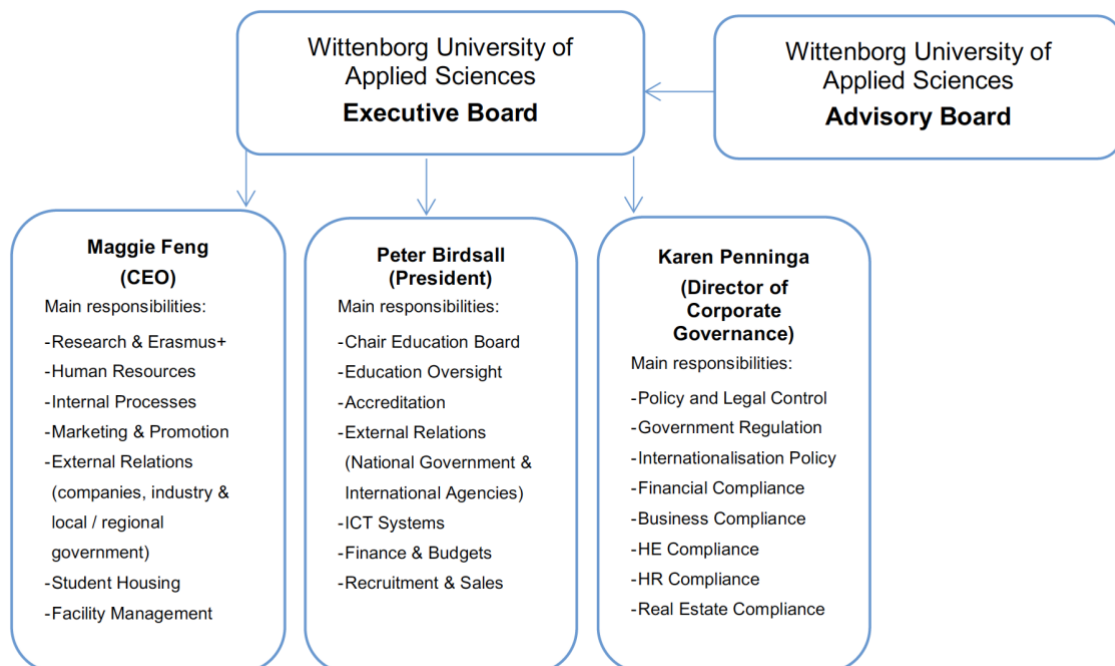 Wittenborg University of
Applied Sciences
Executive Board
Wittenborg University of
Applied Sciences
Advisory Board
Maggie Feng
(CEO)
Main responsibilities:
-Research & Erasmus+
-Human Resources
-Internal Processes
-Marketing & Promotion
-External Relations
(companies, industry &
local / regional
government)
-Student Housing
-Facility Management
Peter Birdsall
(President)
Main responsibilities:
-Chair Education Board
-Education Oversight
-Accreditation
-External Relations
(National Government &
International Agencies)
-ICT Systems
-Finance & Budgets
-Recruitment & Sales
Karen Penninga
(Director of
Corporate
Governance)
Main responsibilities:
-Policy and Legal Control
-Government Regulation
-Internationalisation Policy
-Financial Compliance
-Business Compliance
-HE Compliance
-HR Compliance
-Real Estate Compliance